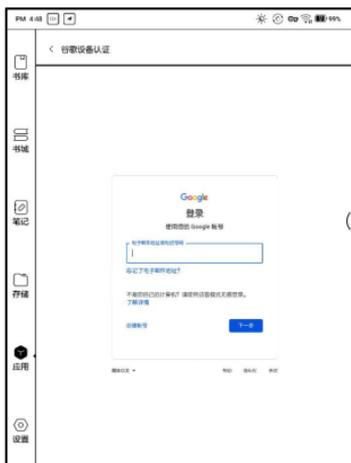 PM 4:48
99%
谷歌设备认证
书库
书城
笔记
存储
应用
设置
Google
登录
使用您的 Google 帐号
电子邮件地址或电话号码
忘记了电子邮件地址?
不是您自己的计算机？请使用访客模式无痕登录。
了解详情
创建帐号
下一步
简体中文
帮助
隐私权
条款